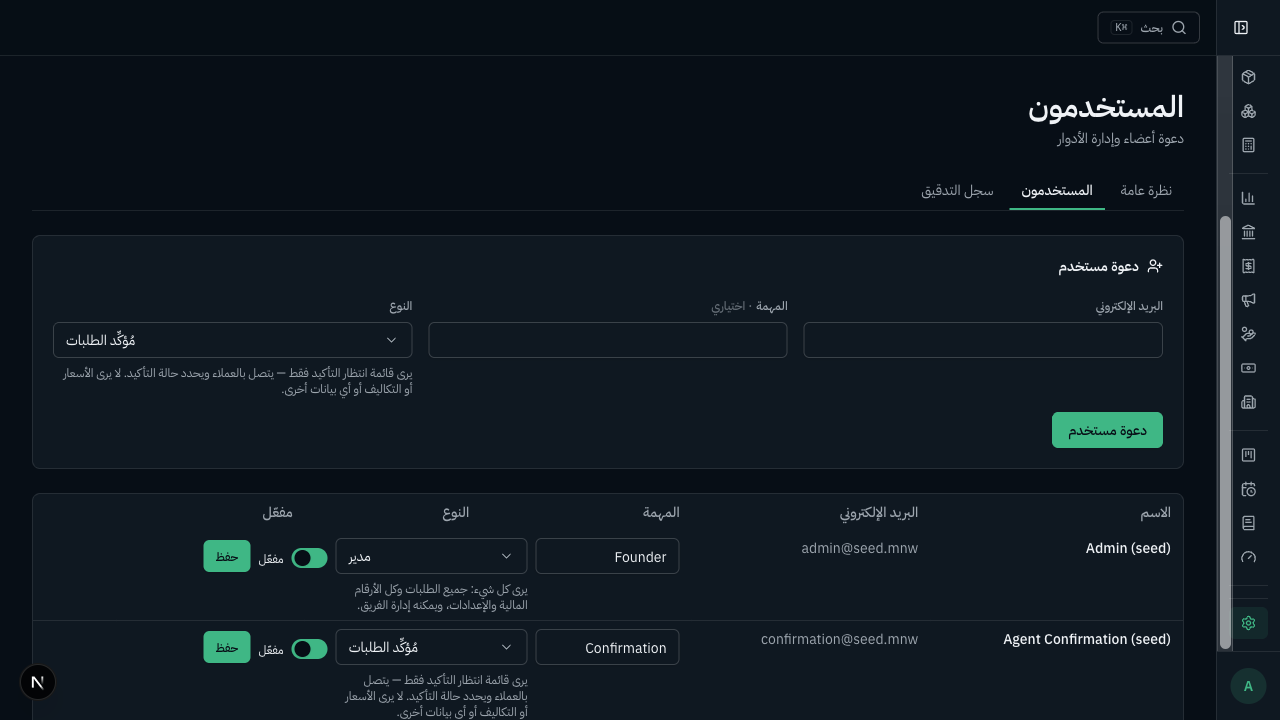 بحث
⌘K
المستخدمون
دعوة أعضاء وإدارة الأدوار
نظرة عامة
المستخدمون
سجل التدقيق
دعوة مستخدم
البريد الإلكتروني
المهمة · اختياري
النوع
مُؤكِّد الطلبات
يرى قائمة انتظار التأكيد فقط — يتصل بالعملاء ويحدد حالة التأكيد. لا يرى الأسعار
أو التكاليف أو أي بيانات أخرى.
دعوة مستخدم
الاسم البريد الإلكتروني المهمة النوع مفعّل
Admin (seed) admin@seed.mnw Founder مدير مفعّل حفظ
يرى كل شيء: جميع الطلبات وكل الأرقام
المالية والإعدادات، ويمكنه إدارة الفريق.
Agent Confirmation (seed) confirmation@seed.mnw Confirmation مُؤكِّد الطلبات مفعّل حفظ
يرى قائمة انتظار التأكيد فقط — يتصل
بالعملاء ويحدد حالة التأكيد. لا يرى الأسعار
أو التكاليف أو أي بيانات أخرى.
N
A